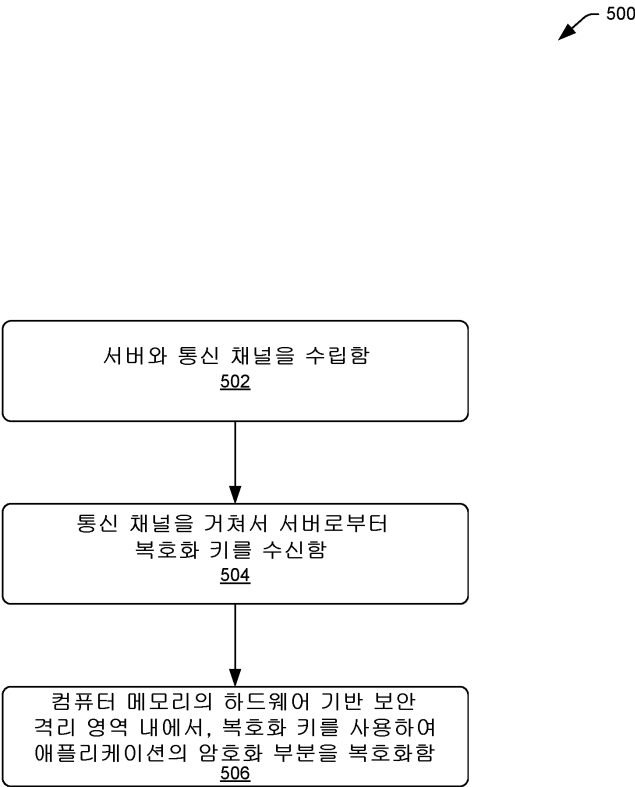 500
서버와 통신 채널을 수립함
502
통신 채널을 거쳐서 서버로부터
복호화 키를 수신함
504
컴퓨터 메모리의 하드웨어 기반 보안
격리 영역 내에서, 복호화 키를 사용하여
애플리케이션의 암호화 부분을 복호화함
506